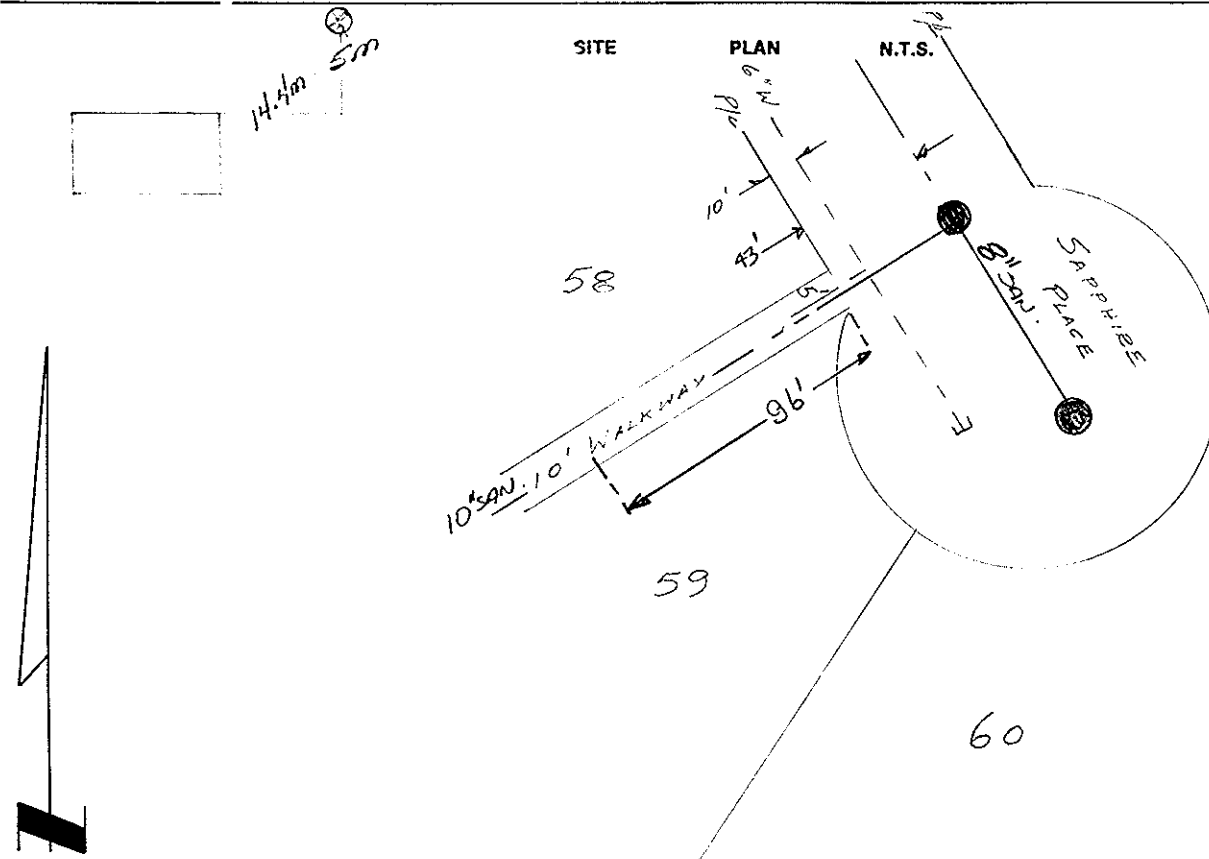 SITE PLAN N.T.S.
P/L
14.4m 5m
6"W
P/L
10'
43'
5'
58
8" SAN.
SAPPHIRE
PLACE
96'
10" SAN. 10' WALKWAY
59
60
N